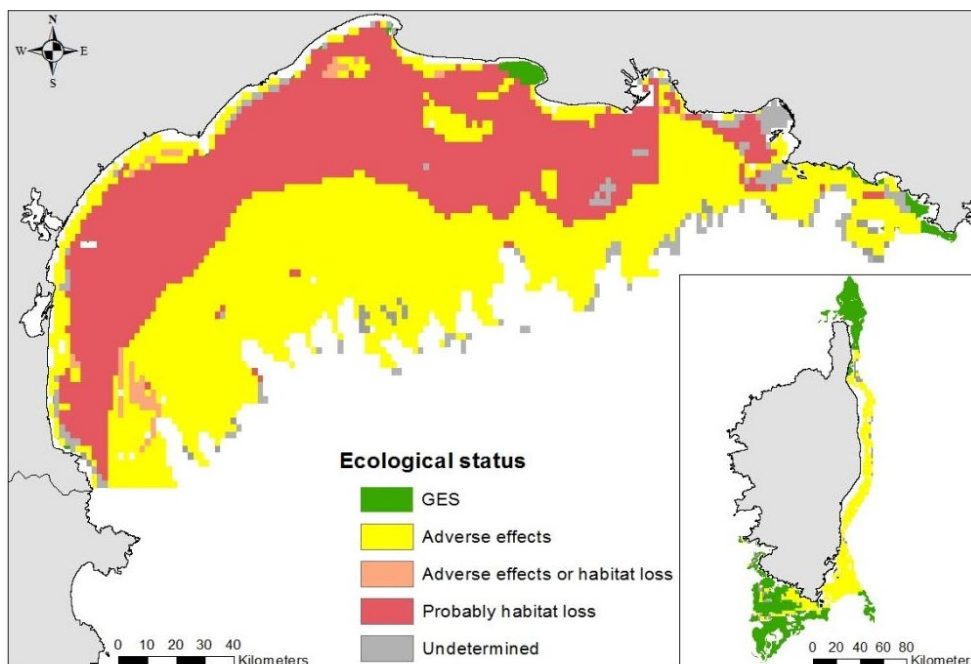 N
W E
S
Ecological status
GES
Adverse effects
Adverse effects or habitat loss
Probably habitat loss
Undetermined
0 10 20 30 40
Kilometers
0 20 40 60 80
Kilometers